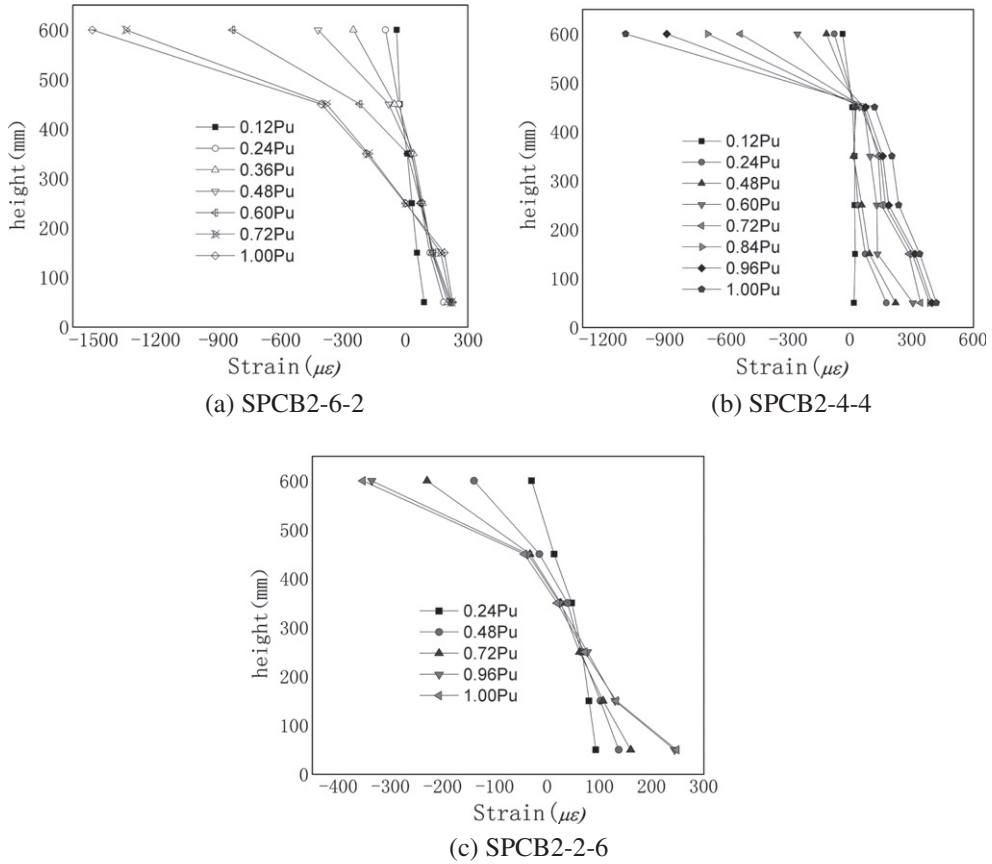 600
500
400
300
200
100
0
height(mm)
0.12Pu
0.24Pu
0.36Pu
0.48Pu
0.60Pu
0.72Pu
1.00Pu
-1500 -1200 -900 -600 -300 0 300
Strain(με)
(a) SPCB2-6-2
600
500
400
300
200
100
0
height(mm)
0.12Pu
0.24Pu
0.48Pu
0.60Pu
0.72Pu
0.84Pu
0.96Pu
1.00Pu
-1200 -900 -600 -300 0 300 600
Strain(με)
(b) SPCB2-4-4
600
500
400
300
200
100
0
height(mm)
0.24Pu
0.48Pu
0.72Pu
0.96Pu
1.00Pu
-400 -300 -200 -100 0 100 200 300
Strain(με)
(c) SPCB2-2-6